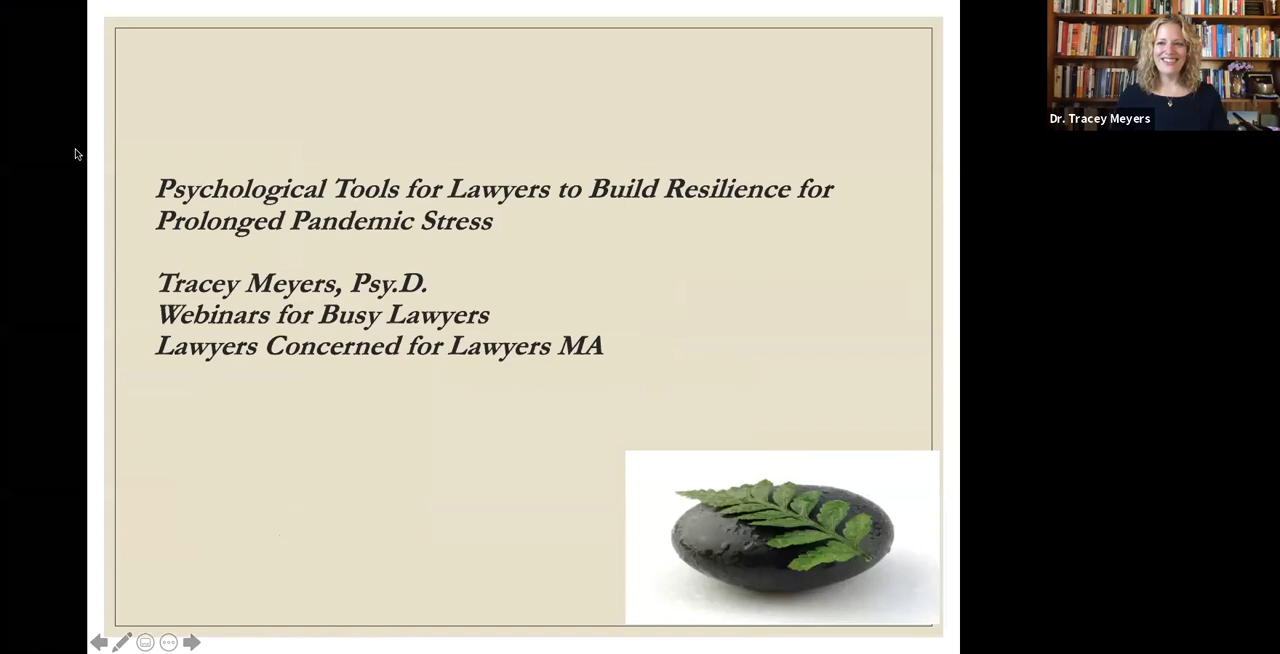 Psychological Tools for Lawyers to Build Resilience for
Prolonged Pandemic Stress
Tracey Meyers, Psy.D.
Webinars for Busy Lawyers
Lawyers Concerned for Lawyers MA
Dr. Tracey Meyers